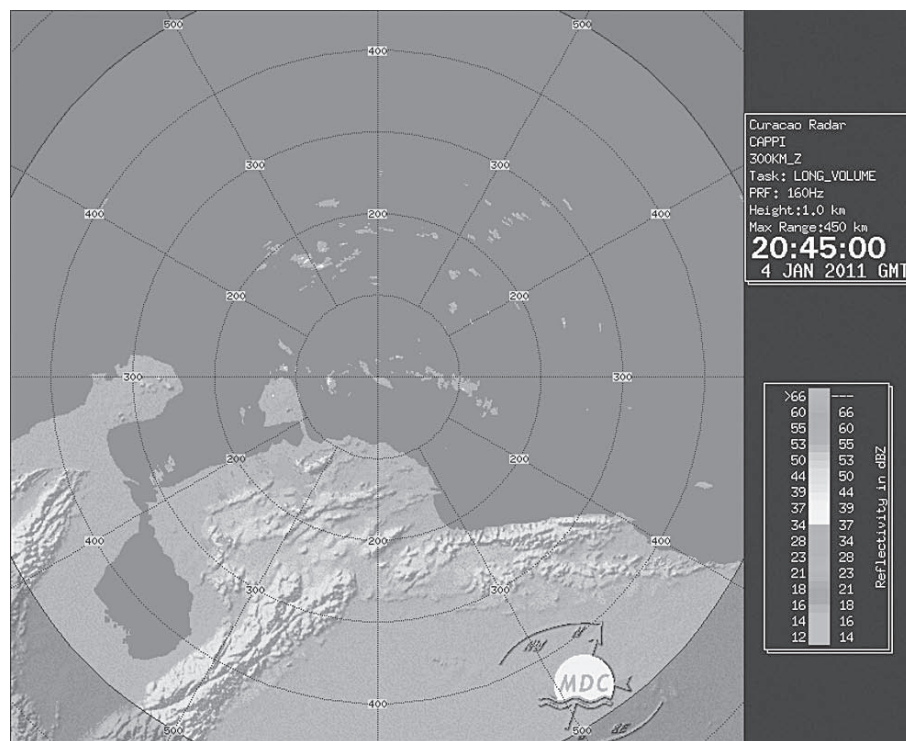 500 500
400
300 300
400 200 400
200 200
300 300
200 200
400 200 400
300 300
400
500 500
Curacao Radar
CAPPI
300KM_Z
Task: LONG_VOLUME
PRF: 160Hz
Height:1.0 km
Max Range:450 km
20:45:00
4 JAN 2011 GMT
>66 ---
60 66
55 60
53 55
50 53
44 50
39 44
37 39
34 37
28 34
23 28
21 23
18 21
16 18
14 16
12 14
Reflectivity in dBZ
NW N
MDC
SE